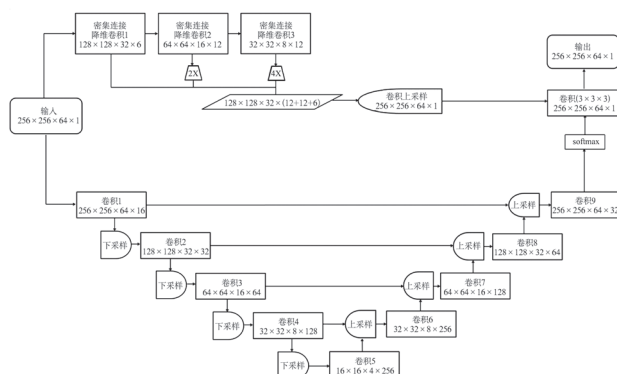 密集连接
降维卷积1
128×128×32×6
密集连接
降维卷积2
64×64×16×12
密集连接
降维卷积3
32×32×8×12
输出
256×256×64×1
2X
4X
输入
256×256×64×1
128×128×32×(12+12+6)
卷积上采样
256×256×64×1
卷积(3×3×3)
256×256×64×1
softmax
卷积1
256×256×64×16
上采样
卷积9
256×256×64×32
下采样
卷积2
128×128×32×32
上采样
卷积8
128×128×32×64
下采样
卷积3
64×64×16×64
上采样
卷积7
64×64×16×128
下采样
卷积4
32×32×8×128
上采样
卷积6
32×32×8×256
下采样
卷积5
16×16×4×256